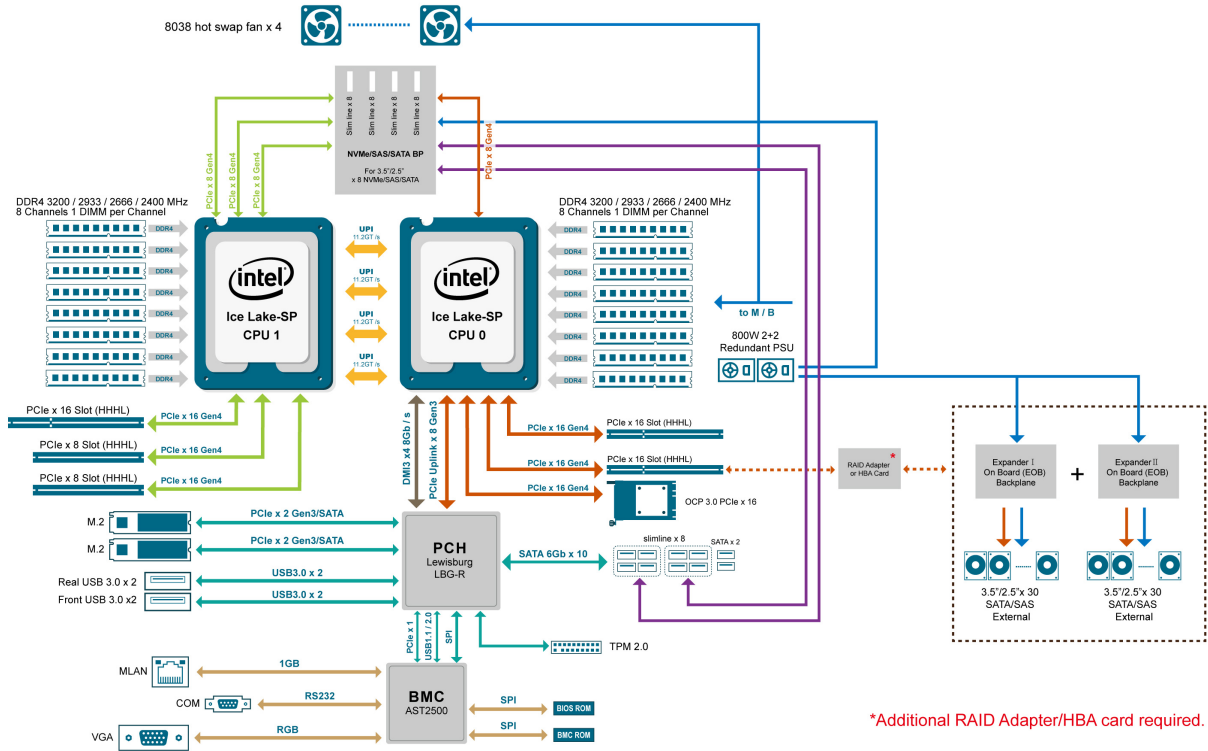 8038 hot swap fan x 4
Slim line x 8
Slim line x 8
Slim line x 8
Slim line x 8
NVMe/SAS/SATA BP
For 3.5"/2.5"
x 8 NVMe/SAS/SATA
PCIe x 8 Gen4
PCIe x 8 Gen4
PCIe x 8 Gen4
PCIe x 8 Gen4
DDR4 3200 / 2933 / 2666 / 2400 MHz
8 Channels 1 DIMM per Channel
DDR4
DDR4
DDR4
DDR4
DDR4
DDR4
DDR4
DDR4
intel
Ice Lake-SP
CPU 1
UPI
11.2GT /s
UPI
11.2GT /s
UPI
11.2GT /s
UPI
11.2GT /s
intel
Ice Lake-SP
CPU 0
DDR4 3200 / 2933 / 2666 / 2400 MHz
8 Channels 1 DIMM per Channel
DDR4
DDR4
DDR4
DDR4
DDR4
DDR4
DDR4
DDR4
to M / B
800W 2+2
Redundant PSU
PCIe x 16 Slot (HHHL)
PCIe x 16 Gen4
PCIe x 8 Slot (HHHL)
PCIe x 16 Gen4
PCIe x 8 Slot (HHHL)
PCIe x 16 Gen4
DMI3 x4 8Gb / s
PCIe Uplink x 8 Gen3
PCIe x 16 Gen4
PCIe x 16 Slot (HHHL)
PCIe x 16 Gen4
PCIe x 16 Slot (HHHL)
PCIe x 16 Gen4
OCP 3.0 PCIe x 16
*
RAID Adapter
or HBA Card
Expander I
On Board (EOB)
Backplane
+
Expander II
On Board (EOB)
Backplane
3.5"/2.5"x 30
SATA/SAS
External
3.5"/2.5"x 30
SATA/SAS
External
M.2
PCIe x 2 Gen3/SATA
M.2
PCIe x 2 Gen3/SATA
Real USB 3.0 x 2
USB3.0 x 2
Front USB 3.0 x2
USB3.0 x 2
PCH
Lewisburg
LBG-R
SATA 6Gb x 10
slimline x 8
SATA x 2
PCIe x 1
USB1.1 / 2.0
SPI
TPM 2.0
MLAN
1GB
COM
RS232
VGA
RGB
BMC
AST2500
SPI
BIOS ROM
SPI
BMC ROM
*Additional RAID Adapter/HBA card required.